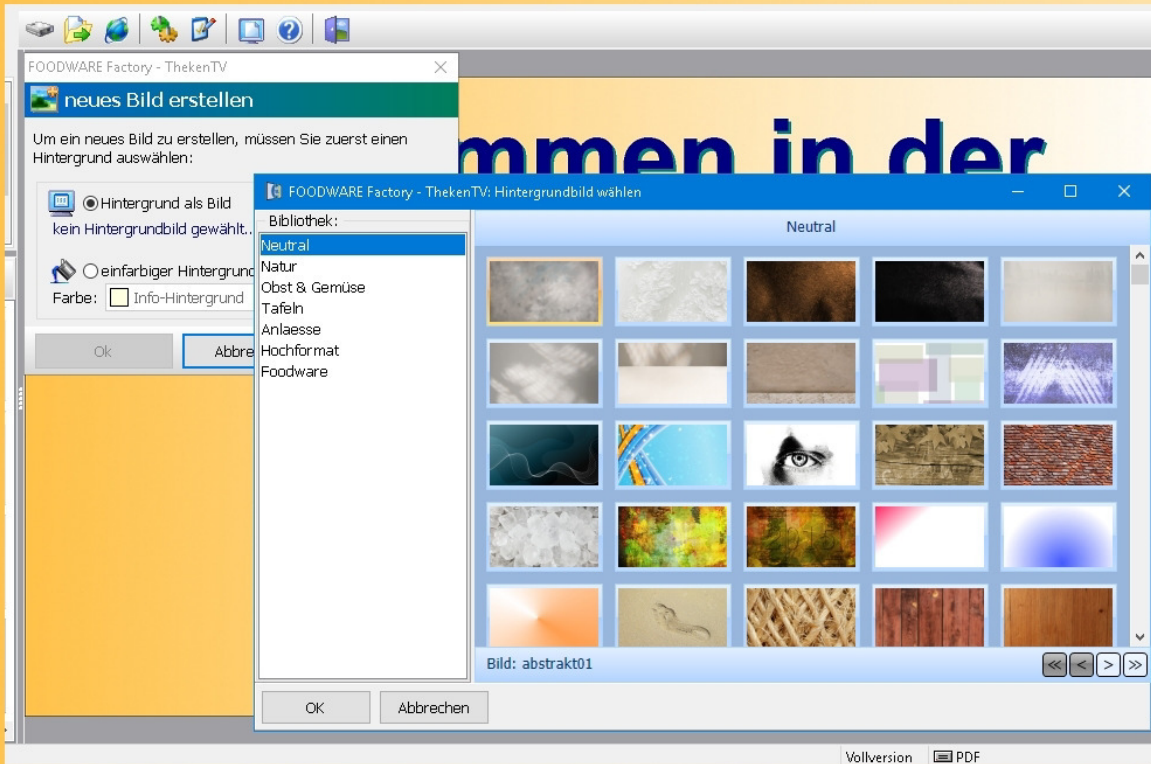 FOODWARE Factory - ThekenTV
neues Bild erstellen
Um ein neues Bild zu erstellen, müssen Sie zuerst einen
Hintergrund auswählen:
Hintergrund als Bild
kein Hintergrundbild gewählt..
einfarbiger Hintergrund
Farbe: Info-Hintergrund
Ok
Abbre
mmen in der
FOODWARE Factory - ThekenTV: Hintergrundbild wählen
Bibliothek:
Neutral
Natur
Obst & Gemüse
Tafeln
Anlaesse
Hochformat
Foodware
Neutral
Bild: abstrakt01
OK
Abbrechen
Vollversion
PDF